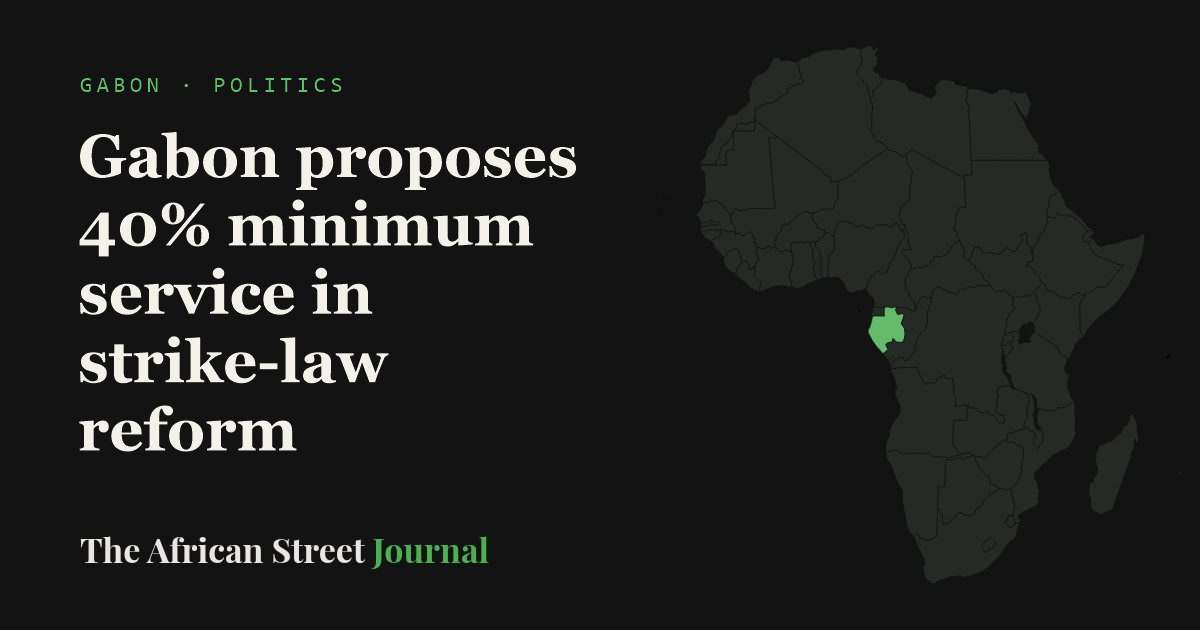 GABON · POLITICS
Gabon proposes
40% minimum
service in
strike-law
reform
The African Street Journal